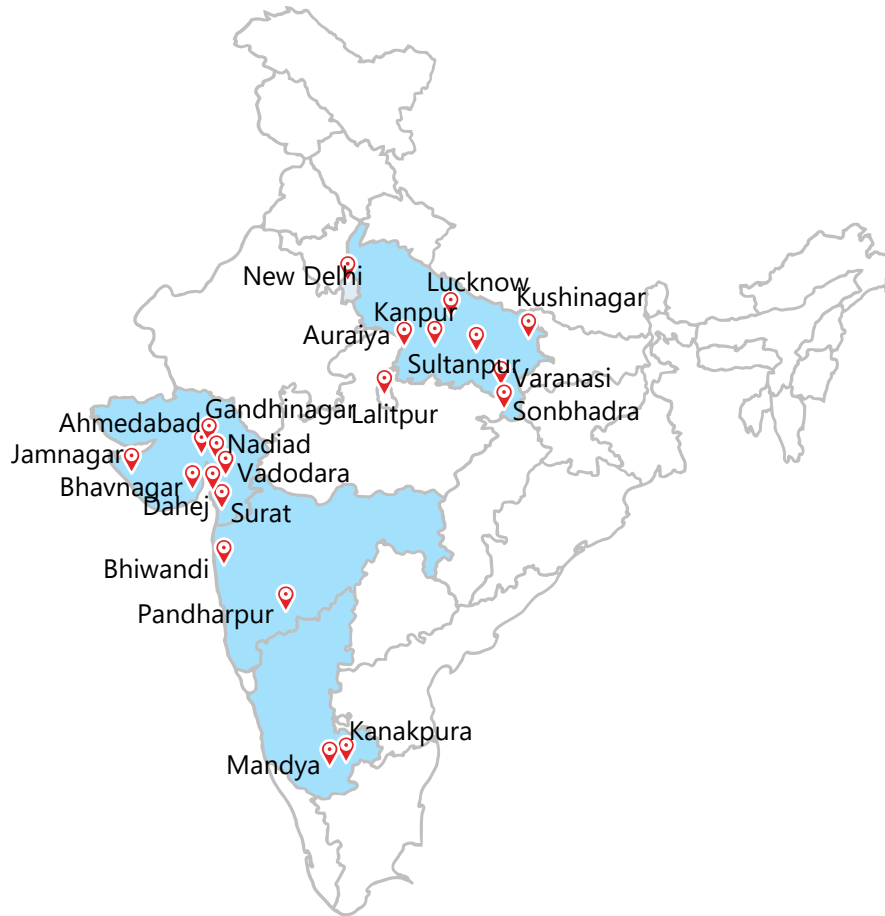 New Delhi
Lucknow
Kushinagar
Kanpur
Auraiya
Sultanpur
Varanasi
Lalitpur
Sonbhadra
Gandhinagar
Ahmedabad
Nadiad
Jamnagar
Vadodara
Bhavnagar
Dahej
Surat
Bhiwandi
Pandharpur
Kanakpura
Mandya